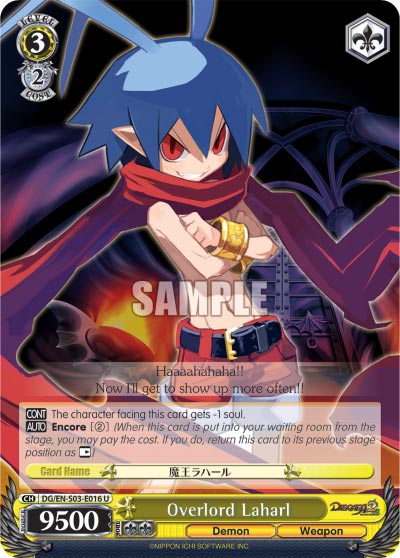 LEVEL
3
2
COST
SAMPLE
Haaaahahaha!!
Now I'll get to show up more often!!
CONT The character facing this card gets -1 soul.
AUTO Encore [②] (When this card is put into your waiting room from the
stage, you may pay the cost. If you do, return this card to its previous stage
position as
Card Name 魔王ラハール
CH DG/EN-S03-E016 U
POWER 9500 SOUL
Overlord Laharl
DISGAEA 2
Demon Weapon
©NIPPON ICHI SOFTWARE INC.